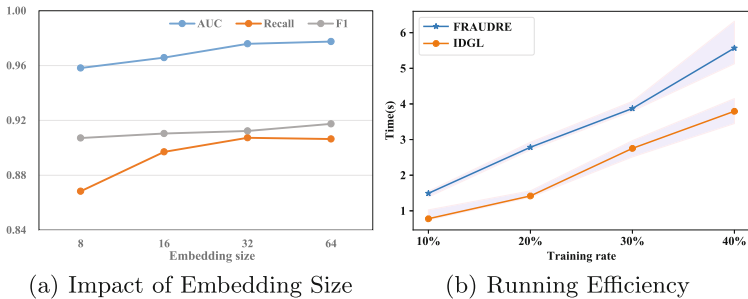 1.00
AUC Recall F1
0.96
0.92
0.88
0.84
8 16 32 64
Embedding size
(a) Impact of Embedding Size
FRAUDRE
IDGL
6
5
4
3
2
1
Time(s)
10% 20% 30% 40%
Training rate
(b) Running Efficiency